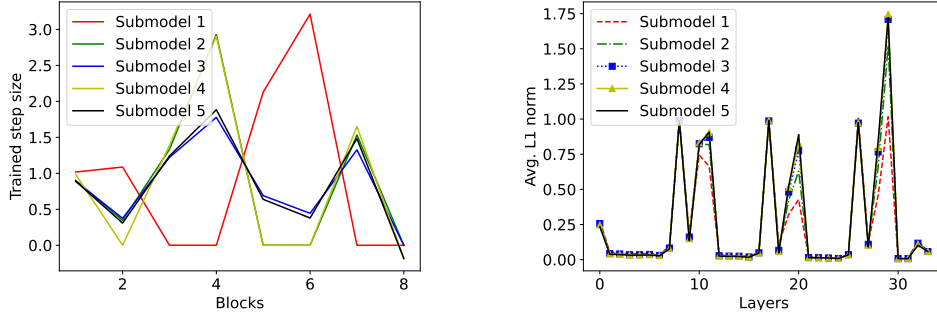 3.0
2.5
2.0
1.5
1.0
0.5
0.0
Trained step size
Submodel 1
Submodel 2
Submodel 3
Submodel 4
Submodel 5
2
4
6
8
Blocks
1.75
1.50
1.25
1.00
0.75
0.50
0.25
0.00
Avg. L1 norm
Submodel 1
Submodel 2
Submodel 3
Submodel 4
Submodel 5
0
10
20
30
Layers